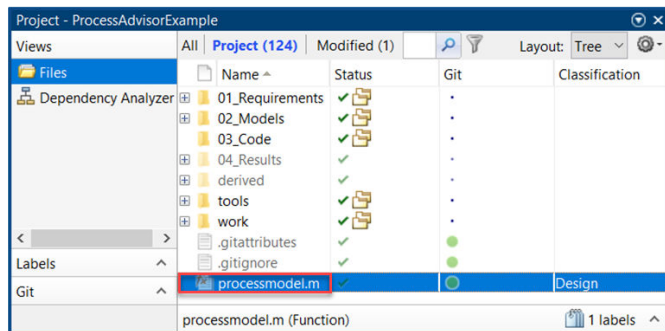 Project - ProcessAdvisorExample
Views All Project (124) Modified (1) Layout: Tree
Files Name Status Git Classification
Dependency Analyzer 01_Requirements
02_Models
03_Code
04_Results
derived
tools
work
.gitattributes
Labels .gitignore
Git processmodel.m Design
processmodel.m (Function) 1 labels